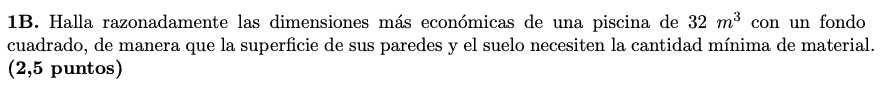 1B. Halla razonadamente las dimensiones más económicas de una piscina de 32 m³ con un fondo
cuadrado, de manera que la superficie de sus paredes y el suelo necesiten la cantidad mínima de material.
(2,5 puntos)